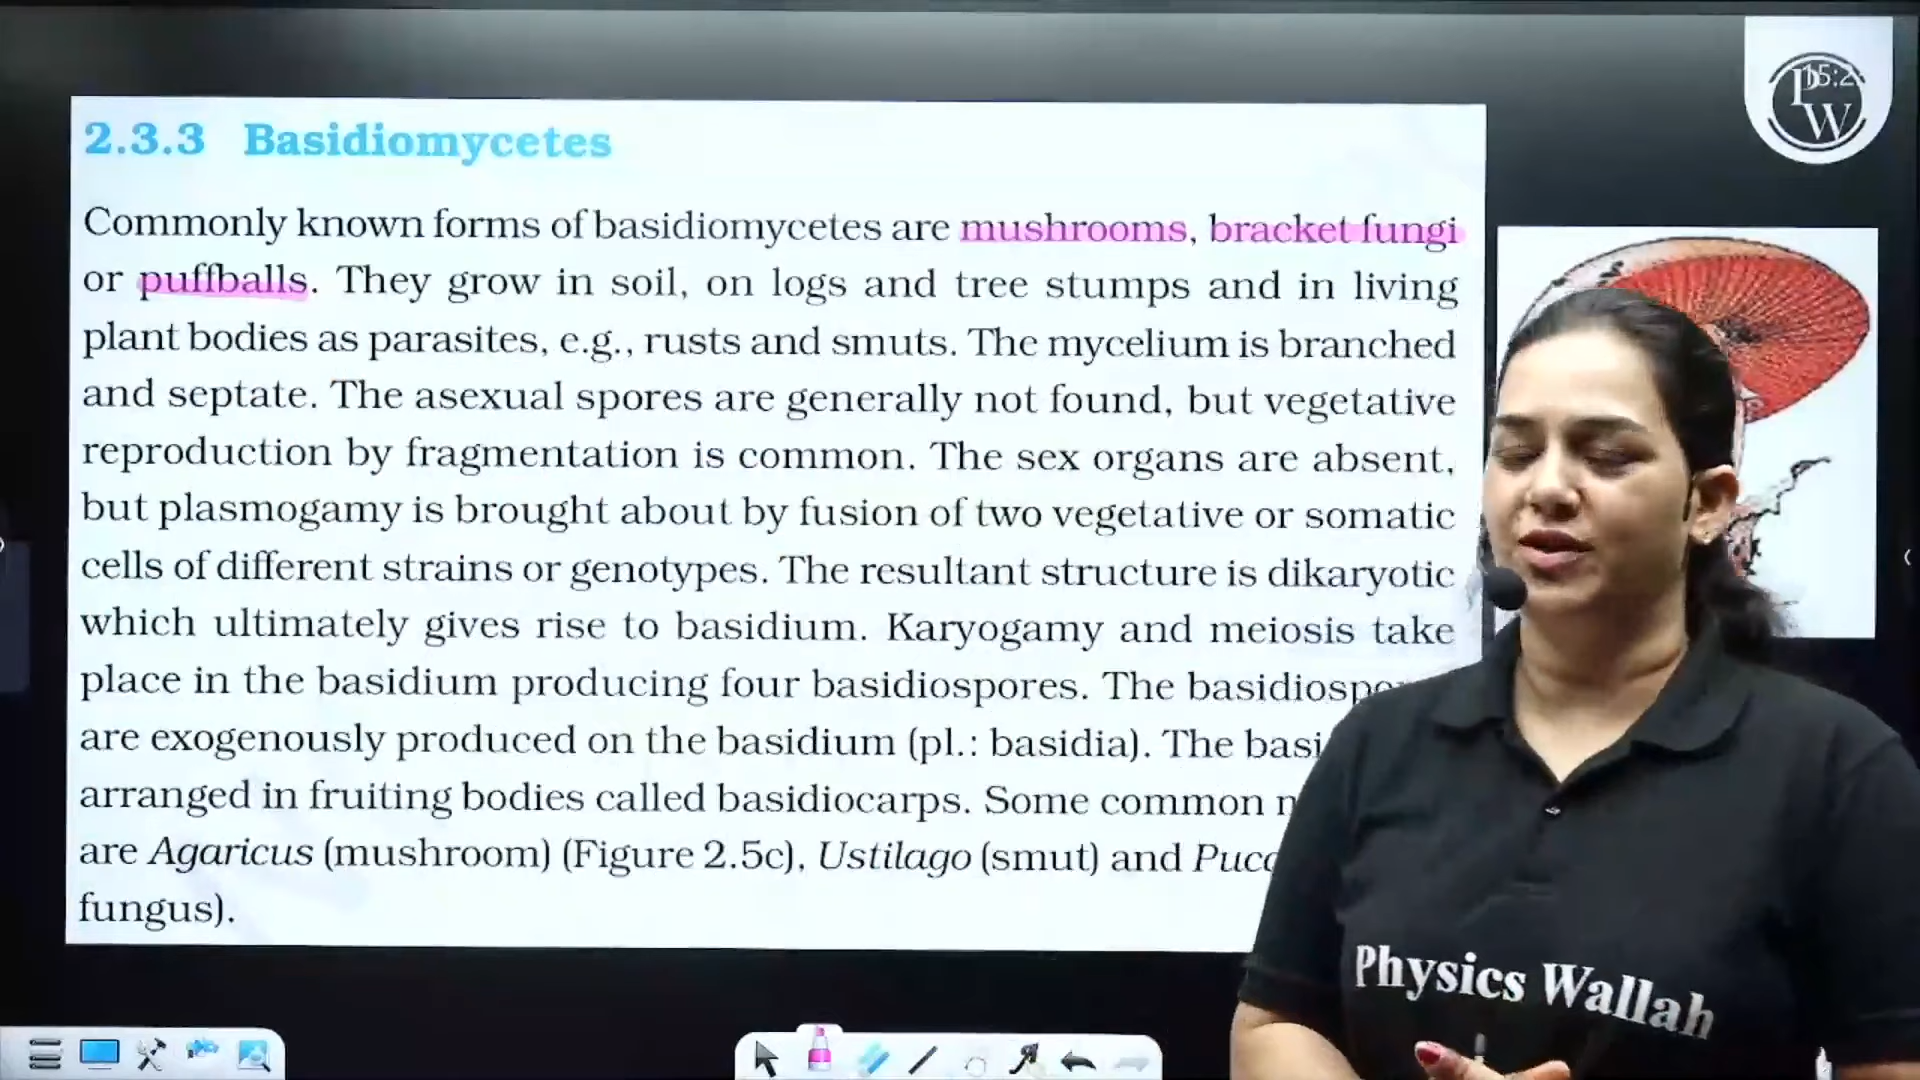 2.3.3 Basidiomycetes
Commonly known forms of basidiomycetes are mushrooms, bracket fungi
or puffballs. They grow in soil, on logs and tree stumps and in living
plant bodies as parasites, e.g., rusts and smuts. The mycelium is branched
and septate. The asexual spores are generally not found, but vegetative
reproduction by fragmentation is common. The sex organs are absent,
but plasmogamy is brought about by fusion of two vegetative or somatic
cells of different strains or genotypes. The resultant structure is dikaryotic
which ultimately gives rise to basidium. Karyogamy and meiosis take
place in the basidium producing four basidiospores. The
are exogenously produced on the basidium (pl.: basidia). The
arranged in fruiting bodies called basidiocarps. Some common
are Agaricus (mushroom) (Figure 2.5c), Ustilago (smut) and
fungus).
PW
Physics Wallah